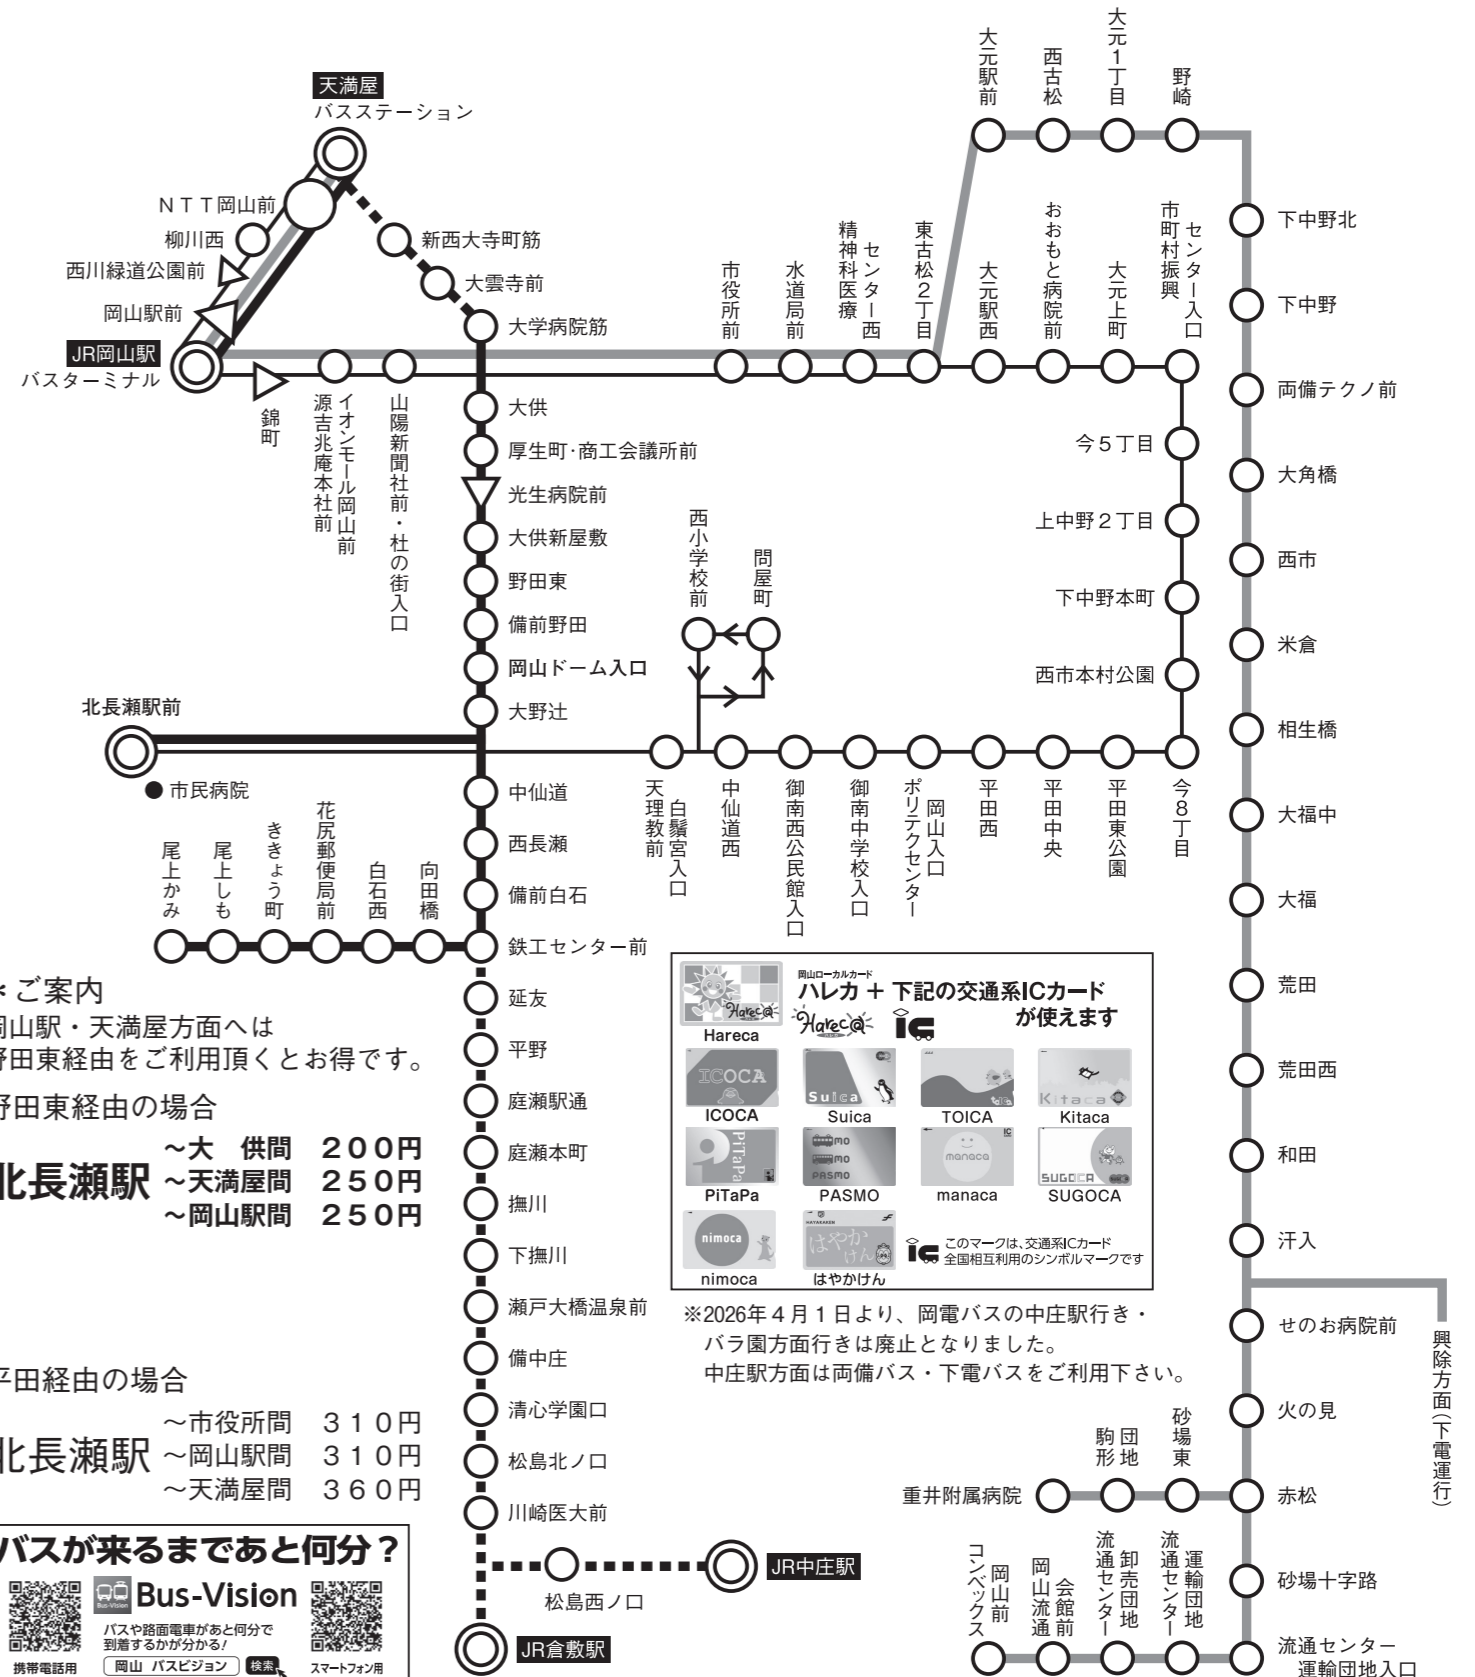 天満屋
バスステーション
NTT岡山前
柳川西
西川緑道公園前
岡山駅前
JR岡山駅
バスターミナル
新西大寺町筋
大雲寺前
大学病院筋
錦町
イオンモール岡山前
源吉兆庵本社前
山陽新聞社前・杜の街入口
市役所前
水道局前
精神科医療
センター西
東古松2丁目
大元駅前
西古松
大元1丁目
野崎
大元駅西
おおもと病院前
大元上町
市町村振興
センター入口
今5丁目
上中野2丁目
下中野本町
西市本村公園
今8丁目
平田東公園
平田中央
平田西
ポリテクセンター
岡山入口
御南中学校入口
御南西公民館入口
中仙道西
天理教前
白鬚宮入口
西小学校前
問屋町
大供
厚生町・商工会議所前
光生病院前
大供新屋敷
野田東
備前野田
岡山ドーム入口
大野辻
北長瀬駅前
●市民病院
中仙道
西長瀬
備前白石
鉄工センター前
尾上かみ
尾上しも
ききょう町
花尻郵便局前
白石西
向田橋
延友
平野
庭瀬駅通
庭瀬本町
撫川
下撫川
瀬戸大橋温泉前
備中庄
清心学園口
松島北ノ口
川崎医大前
松島西ノ口
JR中庄駅
JR倉敷駅
下中野北
下中野
両備テクノ前
大角橋
西市
米倉
相生橋
大福中
大福
荒田
荒田西
和田
汗入
せのお病院前
火の見
赤松
砂場十字路
流通センター
運輸団地入口
興除方面(下電運行)
砂場東
駒形
団地
重井附属病院
流通センター
運輸団地
流通センター
卸売団地
岡山流通
会館前
コンベックス
岡山前
＊ご案内
岡山駅・天満屋方面へは
野田東経由をご利用頂くとお得です。
野田東経由の場合
北長瀬駅
～大　供間　200円
～天満屋間　250円
～岡山駅間　250円
平田経由の場合
北長瀬駅
～市役所間　310円
～岡山駅間　310円
～天満屋間　360円
バスが来るまであと何分？
Bus-Vision
バスや路面電車があと何分で
到着するかが分かる！
携帯電話用
岡山 バスビジョン
検索
スマートフォン用
岡山ローカルカード
ハレカ＋下記の交通系ICカード
が使えます
Hareca
Hareca
Hareca
ICOCA
ICOCA
Suica
Suica
TOICA
Kitaca
Kitaca
PiTaPa
PiTaPa
PASMO
PASMO
manaca
manaca
SUGOCA
SUGOCA
nimoca
nimoca
はやかけん
はやかけん
このマークは、交通系ICカード
全国相互利用のシンボルマークです
※2026年4月1日より、岡電バスの中庄駅行き・
バラ園方面行きは廃止となりました。
中庄駅方面は両備バス・下電バスをご利用下さい。